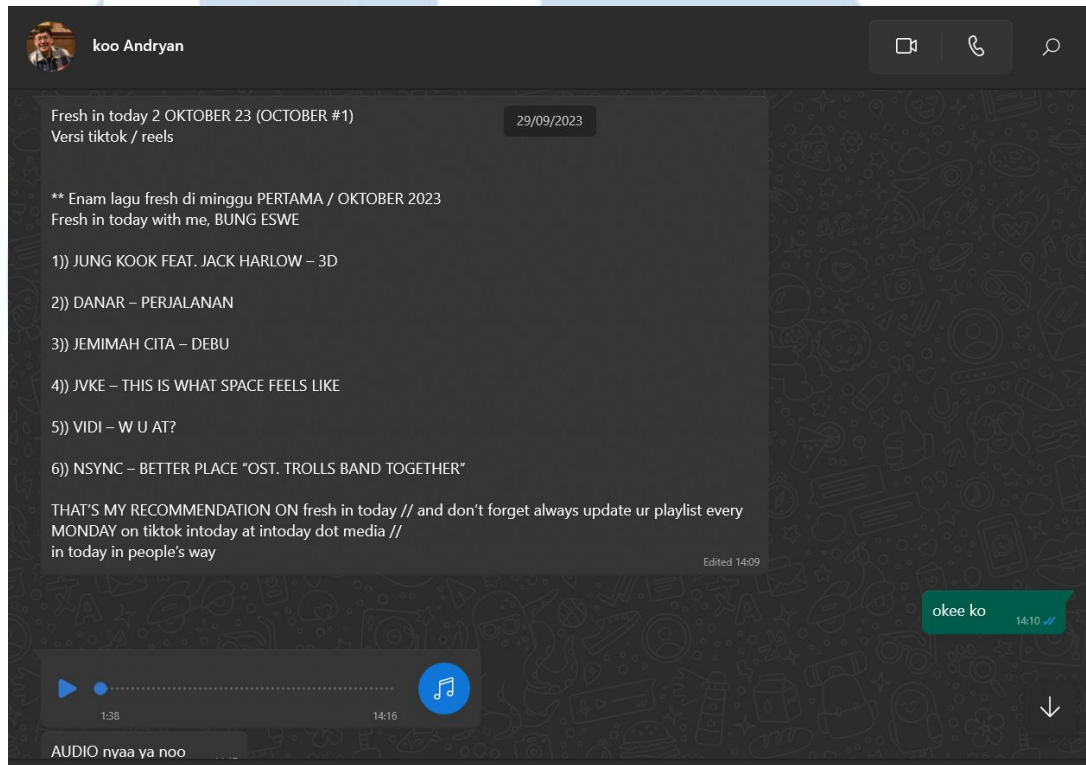 koo Andryan
29/09/2023
Fresh in today 2 OKTOBER 23 (OCTOBER #1)
Versi tiktok / reels
** Enam lagu fresh di minggu PERTAMA / OKTOBER 2023
Fresh in today with me, BUNG ESWE
1)) JUNG KOOK FEAT. JACK HARLOW – 3D
2)) DANAR – PERJALANAN
3)) JEMIMAH CITA – DEBU
4)) JVKE – THIS IS WHAT SPACE FEELS LIKE
5)) VIDI – W U AT?
6)) NSYNC – BETTER PLACE “OST. TROLLS BAND TOGETHER”
THAT’S MY RECOMMENDATION ON fresh in today // and don’t forget always update ur playlist every
MONDAY on tiktok intoday at intoday dot media //
in today in people’s way
Edited 14:09
okee ko
14:10
1:38
14:16
AUDIO nyaa ya noo